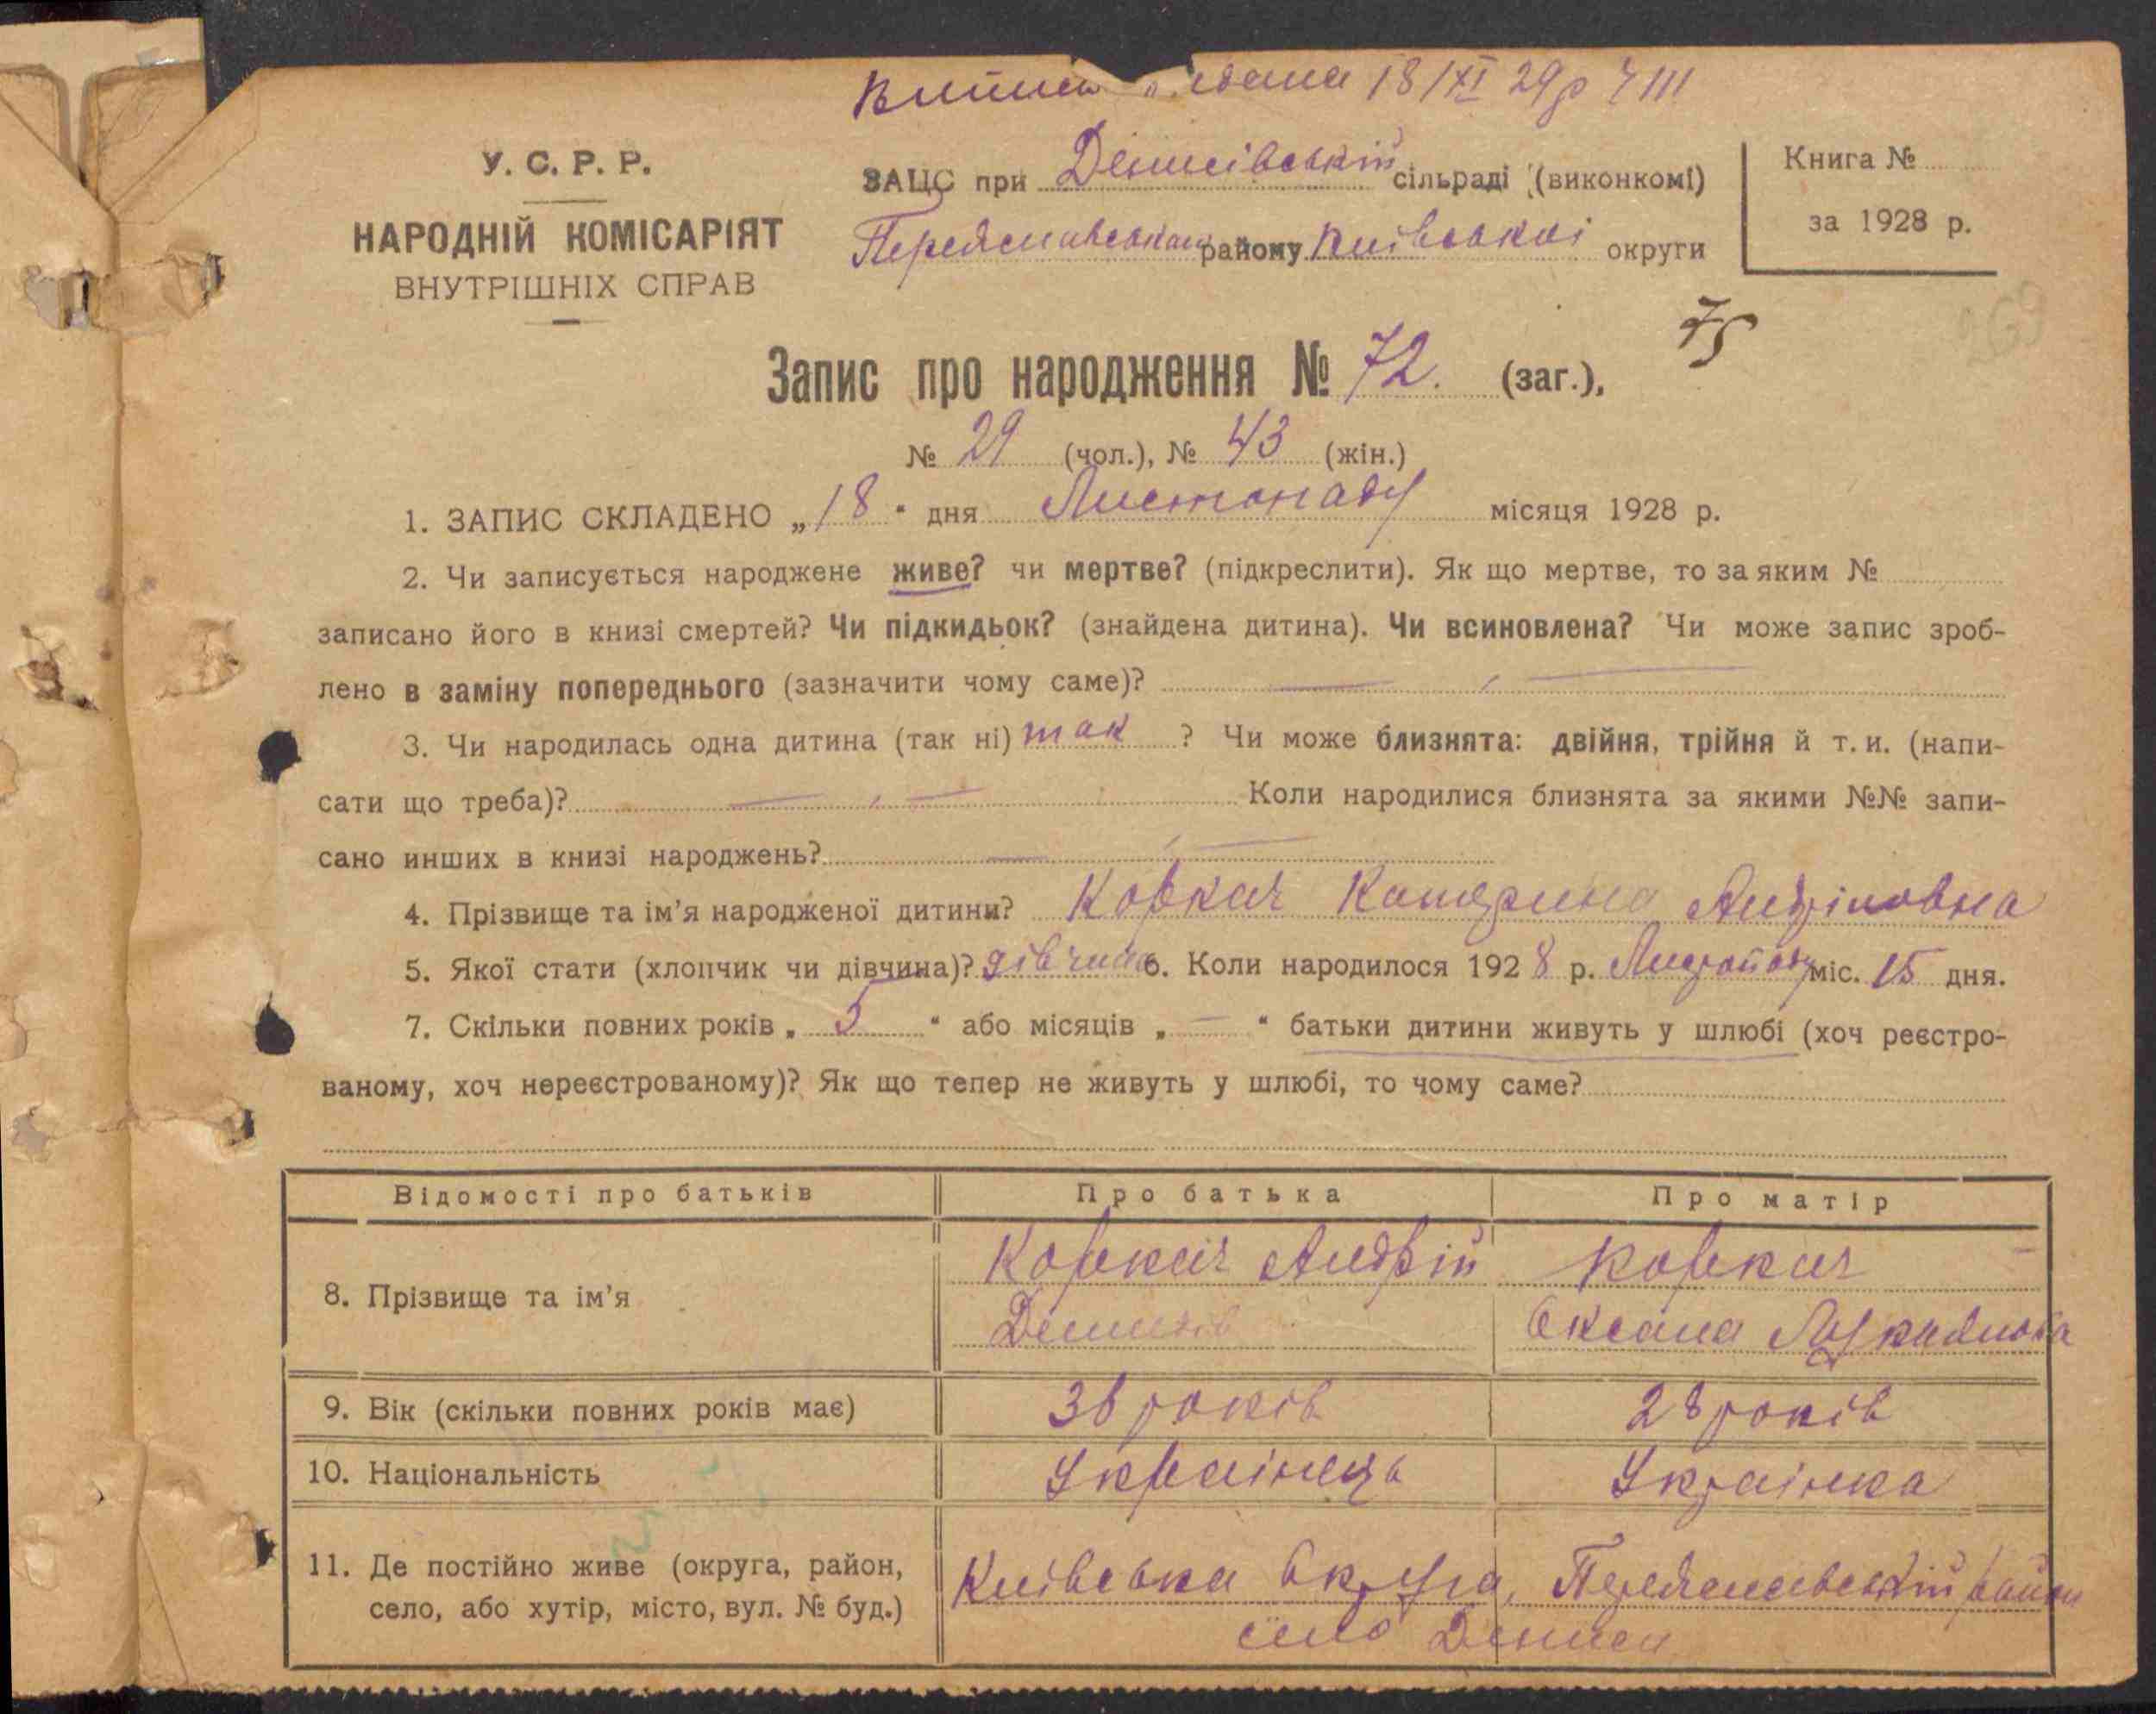 18/XI 29р
У. С. Р. Р.
НАРОДНІЙ КОМІСАРІЯТ
ВНУТРІШНІХ СПРАВ
ЗАЦС при Денисівській сільраді (виконкомі)
Переяславського району Київської округи
Книга №
за 1928 р.
75
Запис про народження № 72. (заг.),
№ 29 (чол.), № 43 (жін.)
1. ЗАПИС СКЛАДЕНО „18“ дня Листопаду місяця 1928 р.
2. Чи записується народжене живе? чи мертве? (підкреслити). Як що мертве, то за яким №
записано його в книзі смертей? Чи підкидьок? (знайдена дитина). Чи всиновлена? Чи може запис зроб-
лено в заміну попереднього (зазначити чому саме)? — , —
3. Чи народилась одна дитина (так ні) так ? Чи може близнята: двійня, трійня й т. и. (напи-
сати що треба)? — , — Коли народилися близнята за якими №№ запи-
сано инших в книзі народжень? — , —
4. Прізвище та ім’я народженої дитини? Коркач Катерина Андріковна
5. Якої стати (хлопчик чи дівчина)? дівчина 6. Коли народилося 1928 р. Листопаду міс. 15 дня.
7. Скільки повних років „ 5 “ або місяців „ — “ батьки дитини живуть у шлюбі (хоч реєстро-
ваному, хоч нереєстрованому)? Як що тепер не живуть у шлюбі, то чому саме?
Відомості про батьків Про батька Про матір
8. Прізвище та ім’я Коркач Андрій Коркач
Оксана
9. Вік (скільки повних років має) 36 років 28 років
10. Національність Українець Українка
11. Де постійно живе (округа, район, Київська Округа, Переяславський район
село, або хутір, місто, вул. № буд.) село Дениси